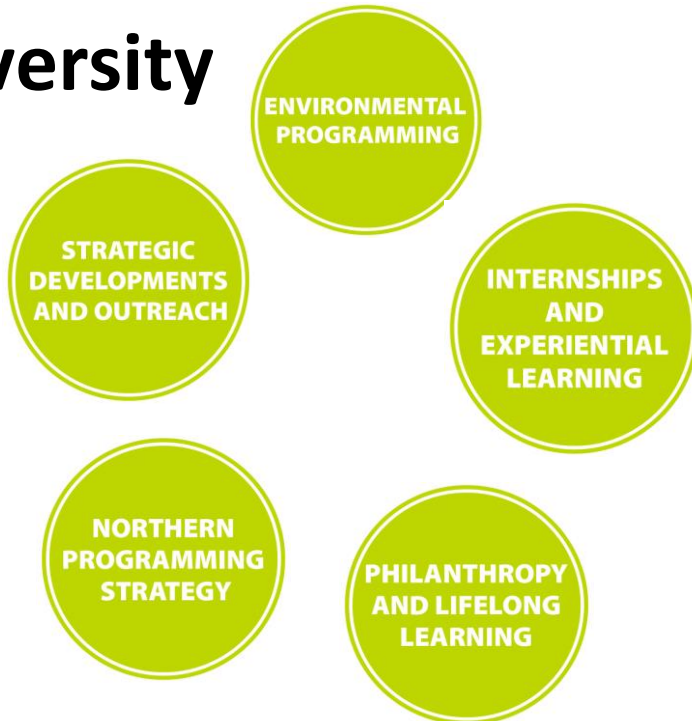 versity
ENVIRONMENTAL
PROGRAMMING
STRATEGIC
DEVELOPMENTS
AND OUTREACH
INTERNSHIPS
AND
EXPERIENTIAL
LEARNING
NORTHERN
PROGRAMMING
STRATEGY
PHILANTHROPY
AND LIFELONG
LEARNING